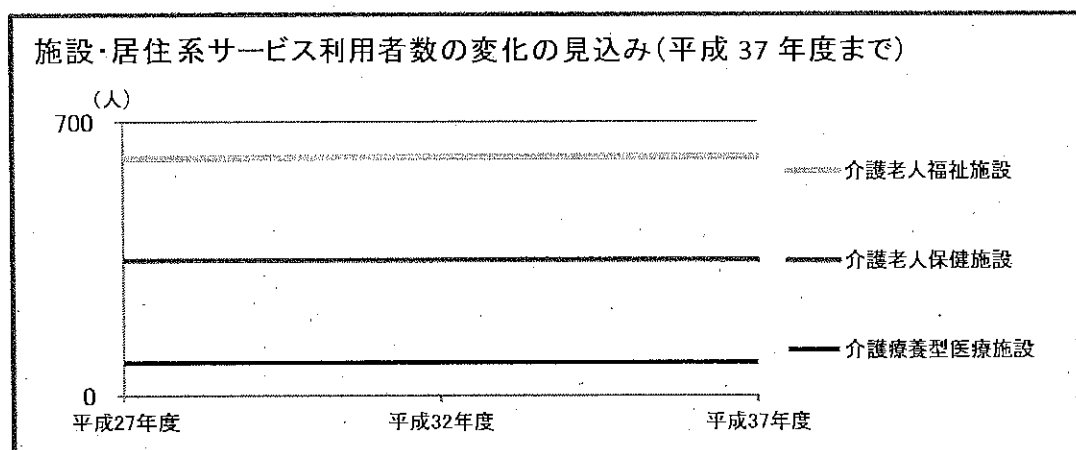 施設・居住系サービス利用者数の変化の見込み（平成 37 年度まで）
（人）
700
介護老人福祉施設
介護老人保健施設
介護療養型医療施設
0
平成27年度 平成32年度 平成37年度